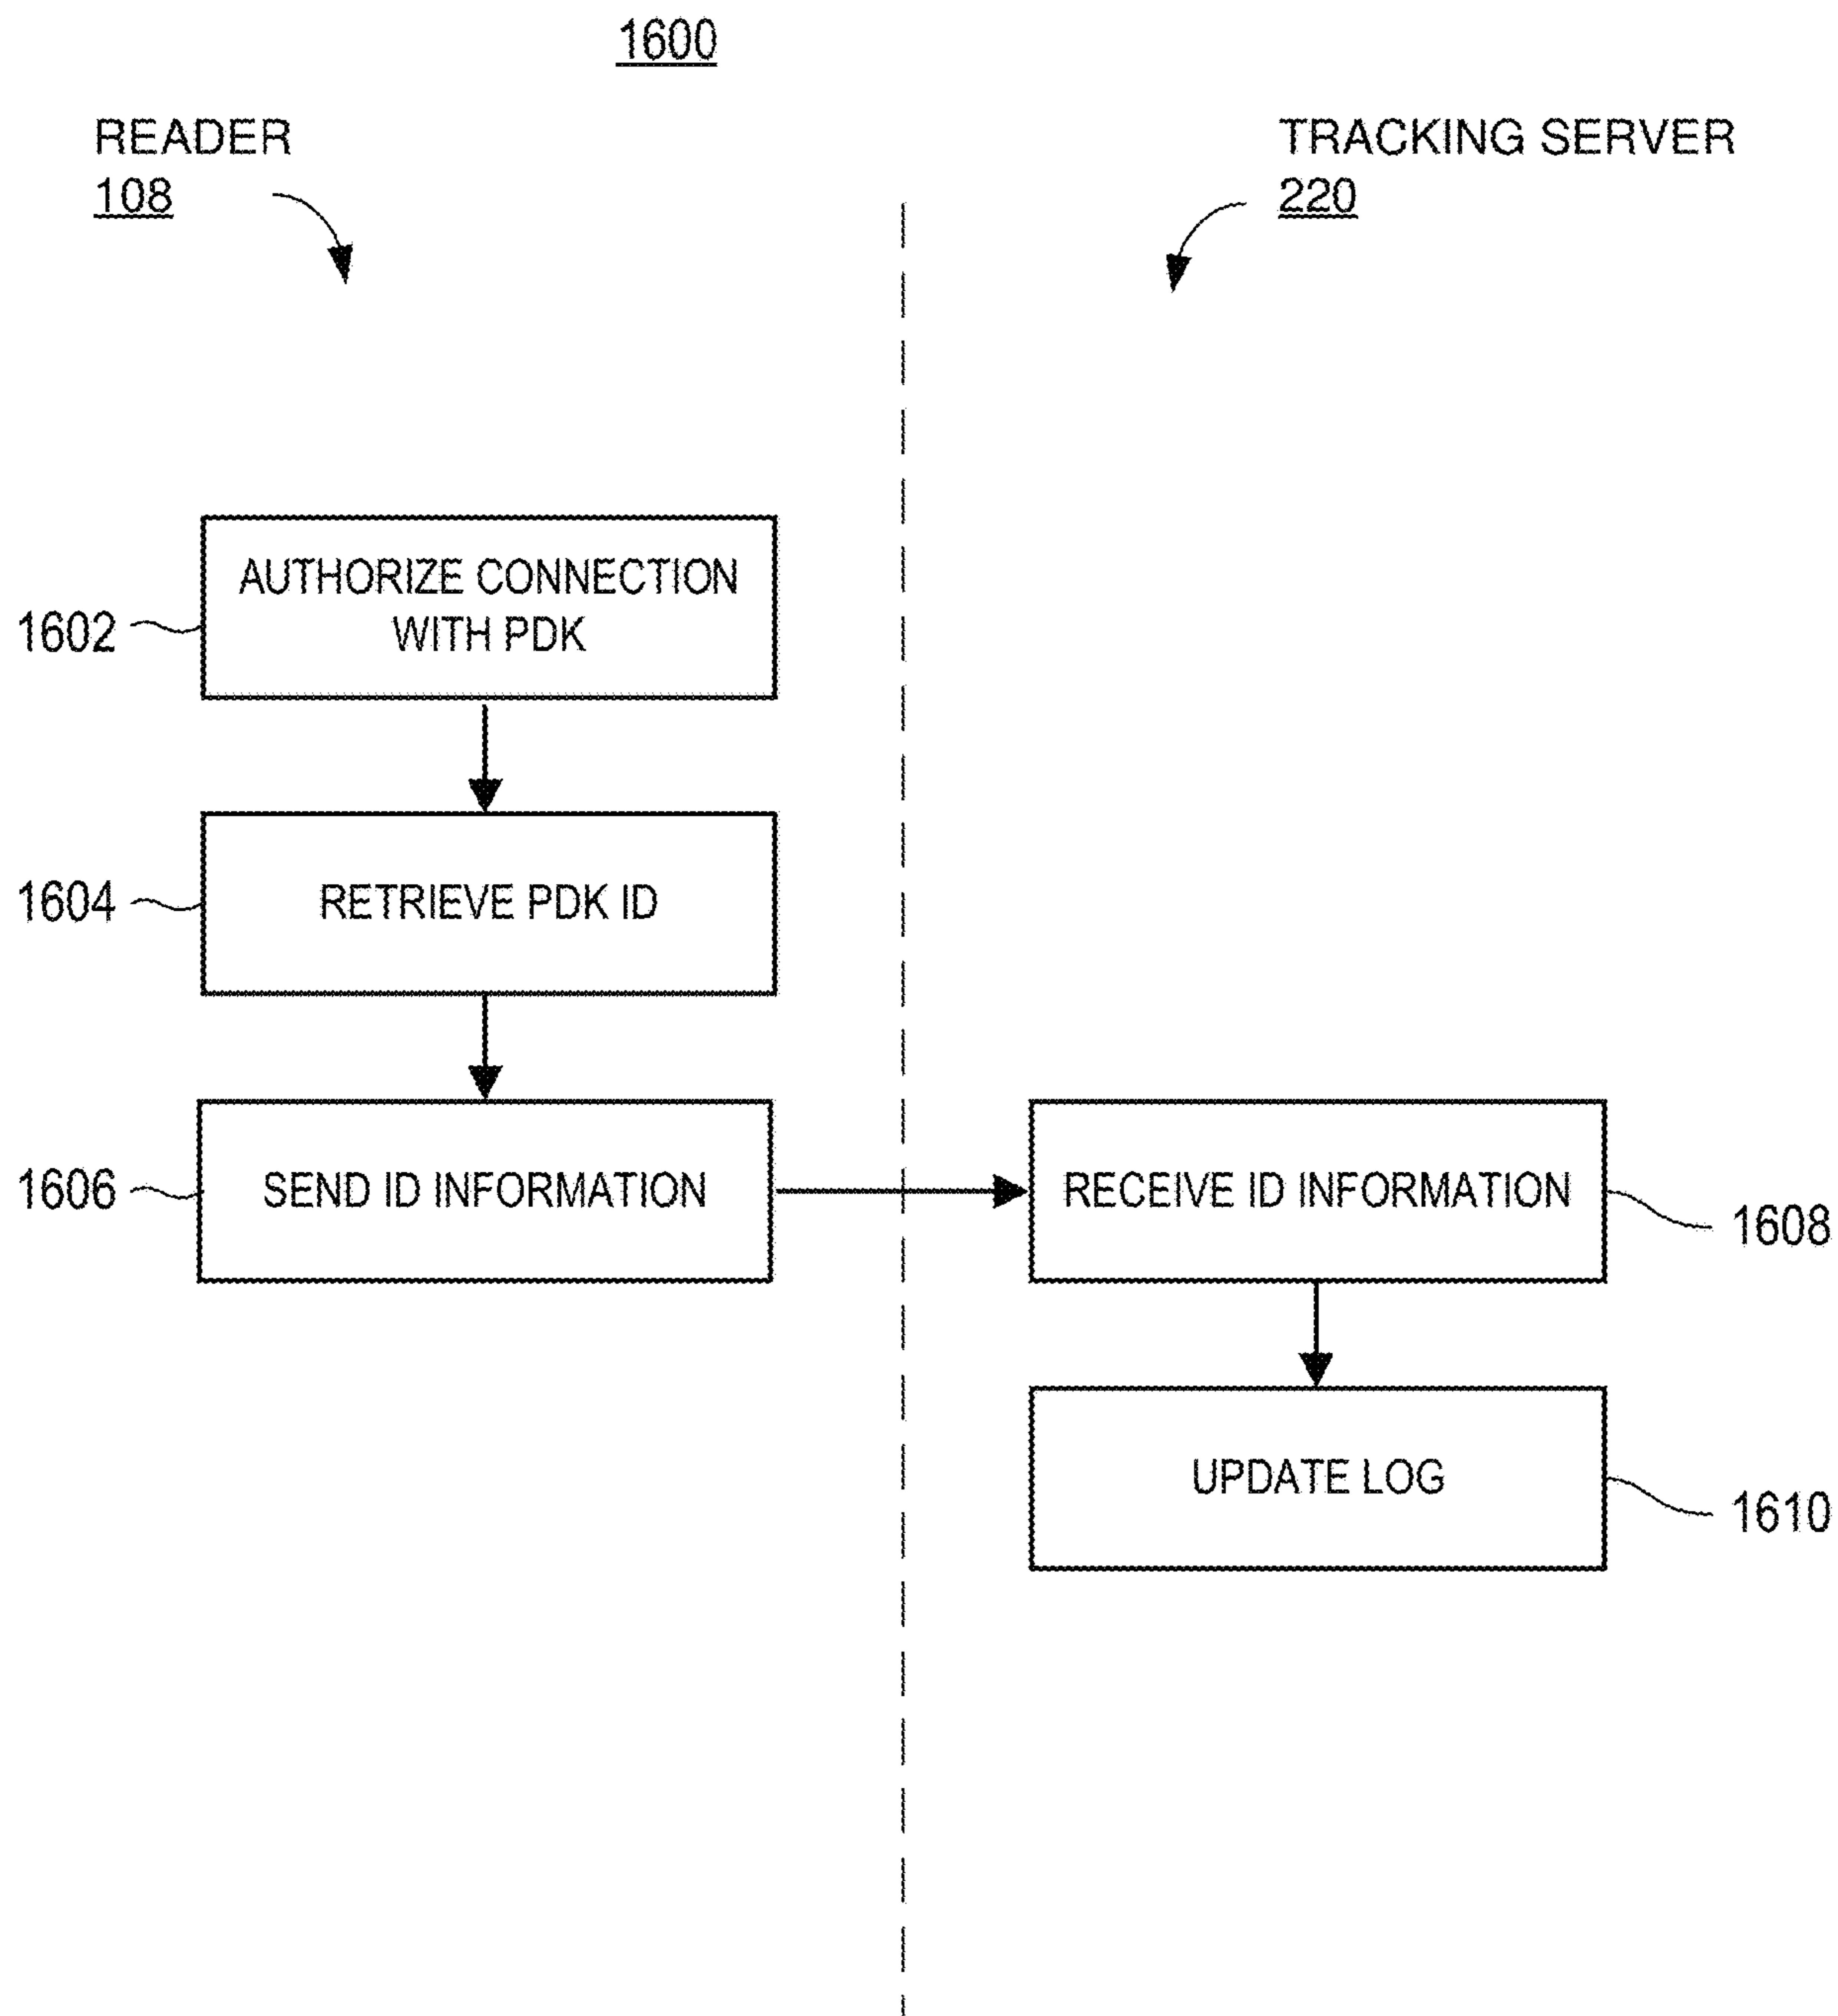 1600
READER
108
TRACKING SERVER
220
AUTHORIZE CONNECTION
WITH PDK
1602
RETRIEVE PDK ID
1604
SEND ID INFORMATION
1606
RECEIVE ID INFORMATION
1608
UPDATE LOG
1610